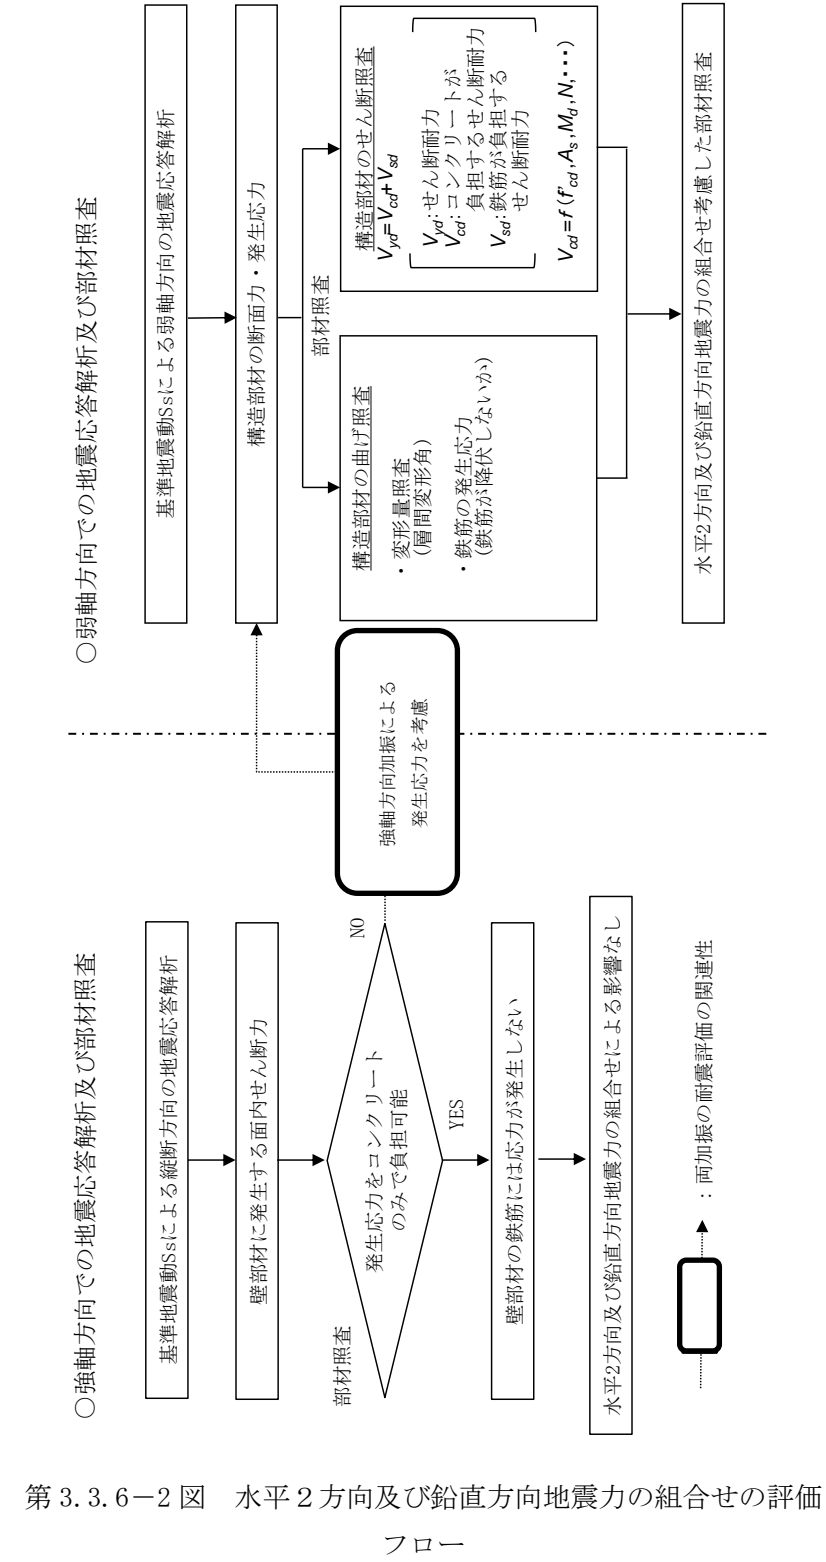 ○強軸方向での地震応答解析及び部材照査
基準地震動Ssによる縦断方向の地震応答解析
壁部材に発生する面内せん断力
部材照査
発生応力をコンクリート
のみで負担可能
NO
YES
壁部材の鉄筋には応力が発生しない
水平2方向及び鉛直方向地震力の組合せによる影響なし
：両加振の耐震評価の関連性
強軸方向加振による
発生応力を考慮
○弱軸方向での地震応答解析及び部材照査
基準地震動Ssによる弱軸方向の地震応答解析
構造部材の断面力・発生応力
部材照査
構造部材の曲げ照査
・変形量照査
(層間変形角)
・鉄筋の発生応力
(鉄筋が降伏しないか)
構造部材のせん断照査
Vyd=Vcd+Vsd
Vyd:せん断耐力
Vcd:コンクリートが
負担するせん断耐力
Vsd:鉄筋が負担する
せん断耐力
Vcd=f(f'cd,As,Md,N,･･･)
水平2方向及び鉛直方向地震力の組合せ考慮した部材照査
第3.3.6－2図　水平２方向及び鉛直方向地震力の組合せの評価
フロー